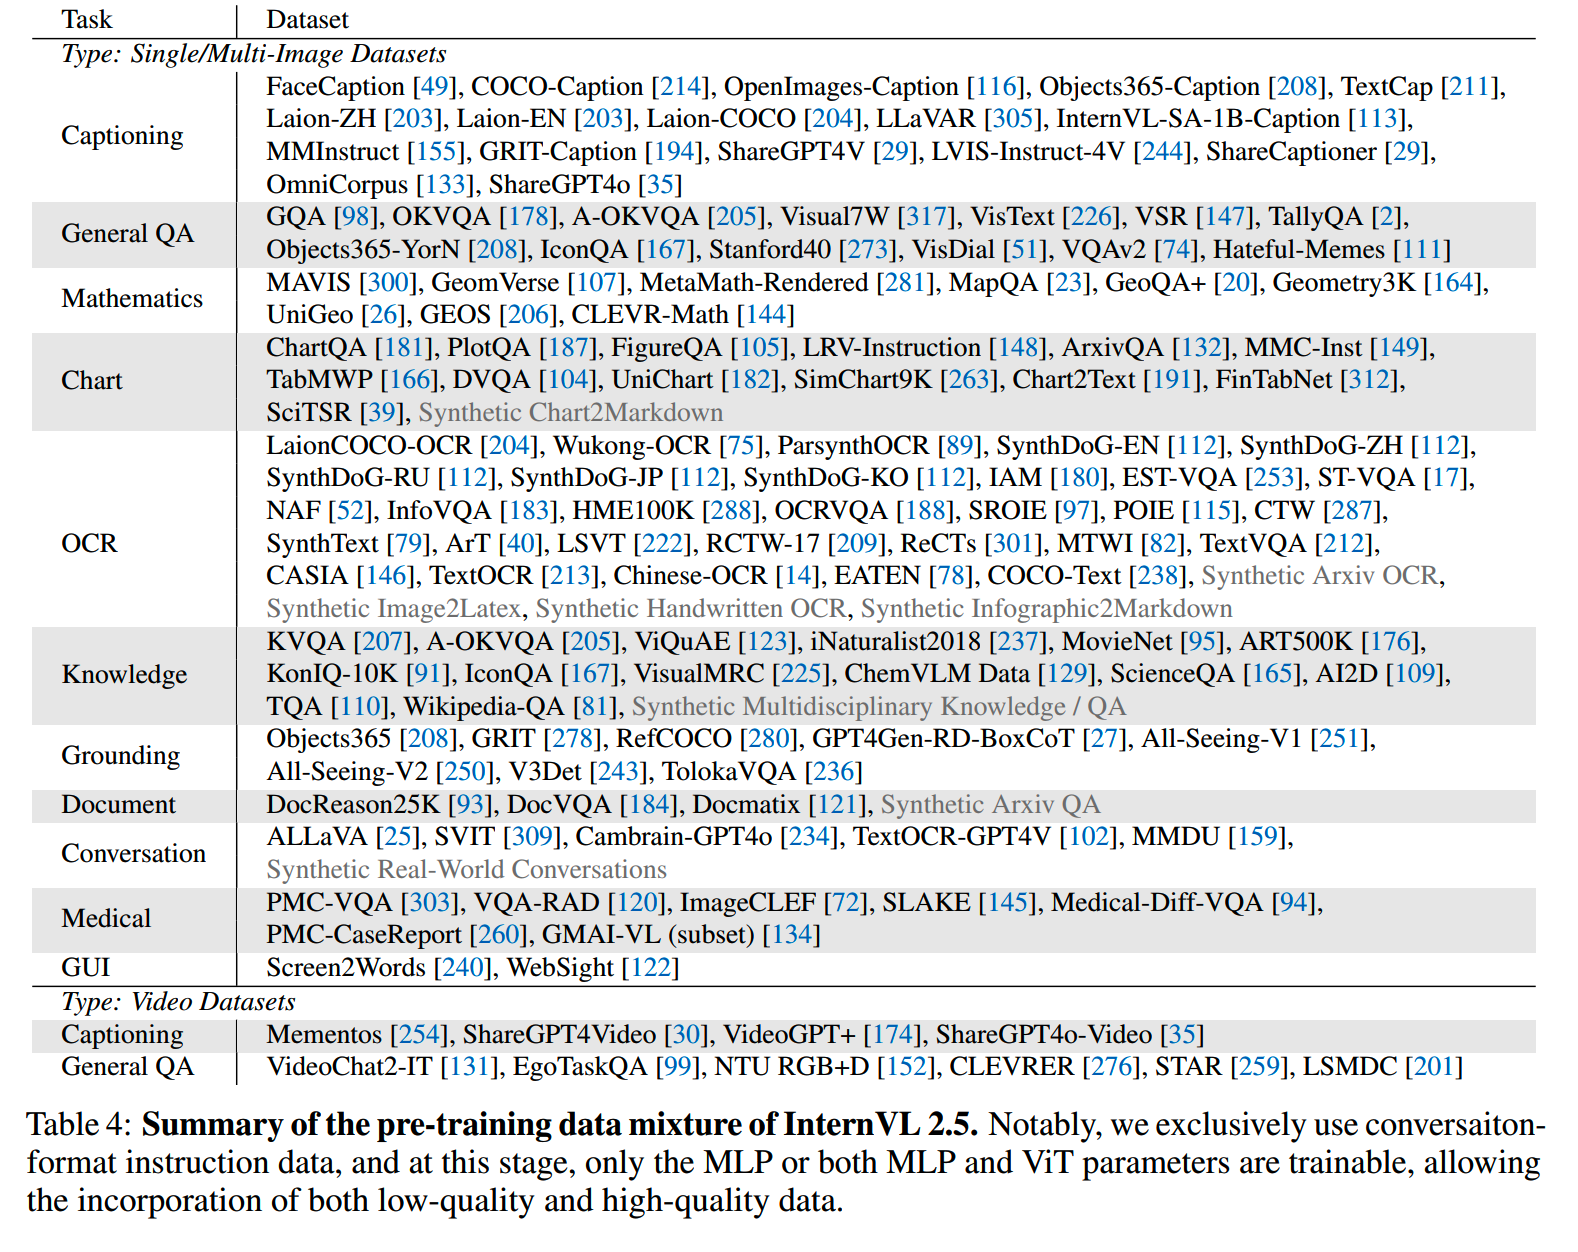 Task Dataset
Type: Single/Multi-Image Datasets
Captioning
FaceCaption [49], COCO-Caption [214], OpenImages-Caption [116], Objects365-Caption [208], TextCap [211],
Laion-ZH [203], Laion-EN [203], Laion-COCO [204], LLaVAR [305], InternVL-SA-1B-Caption [113],
MMInstruct [155], GRIT-Caption [194], ShareGPT4V [29], LVIS-Instruct-4V [244], ShareCaptioner [29],
OmniCorpus [133], ShareGPT4o [35]
General QA
GQA [98], OKVQA [178], A-OKVQA [205], Visual7W [317], VisText [226], VSR [147], TallyQA [2],
Objects365-YorN [208], IconQA [167], Stanford40 [273], VisDial [51], VQAv2 [74], Hateful-Memes [111]
Mathematics
MAVIS [300], GeomVerse [107], MetaMath-Rendered [281], MapQA [23], GeoQA+ [20], Geometry3K [164],
UniGeo [26], GEOS [206], CLEVR-Math [144]
Chart
ChartQA [181], PlotQA [187], FigureQA [105], LRV-Instruction [148], ArxivQA [132], MMC-Inst [149],
TabMWP [166], DVQA [104], UniChart [182], SimChart9K [263], Chart2Text [191], FinTabNet [312],
SciTSR [39], Synthetic Chart2Markdown
OCR
LaionCOCO-OCR [204], Wukong-OCR [75], ParsynthOCR [89], SynthDoG-EN [112], SynthDoG-ZH [112],
SynthDoG-RU [112], SynthDoG-JP [112], SynthDoG-KO [112], IAM [180], EST-VQA [253], ST-VQA [17],
NAF [52], InfoVQA [183], HME100K [288], OCRVQA [188], SROIE [97], POIE [115], CTW [287],
SynthText [79], ArT [40], LSVT [222], RCTW-17 [209], ReCTs [301], MTWI [82], TextVQA [212],
CASIA [146], TextOCR [213], Chinese-OCR [14], EATEN [78], COCO-Text [238], Synthetic Arxiv OCR,
Synthetic Image2Latex, Synthetic Handwritten OCR, Synthetic Infographic2Markdown
Knowledge
KVQA [207], A-OKVQA [205], ViQuAE [123], iNaturalist2018 [237], MovieNet [95], ART500K [176],
KonIQ-10K [91], IconQA [167], VisualMRC [225], ChemVLM Data [129], ScienceQA [165], AI2D [109],
TQA [110], Wikipedia-QA [81], Synthetic Multidisciplinary Knowledge / QA
Grounding
Objects365 [208], GRIT [278], RefCOCO [280], GPT4Gen-RD-BoxCoT [27], All-Seeing-V1 [251],
All-Seeing-V2 [250], V3Det [243], TolokaVQA [236]
Document
DocReason25K [93], DocVQA [184], Docmatix [121], Synthetic Arxiv QA
Conversation
ALLaVA [25], SVIT [309], Cambrain-GPT4o [234], TextOCR-GPT4V [102], MMDU [159],
Synthetic Real-World Conversations
Medical
PMC-VQA [303], VQA-RAD [120], ImageCLEF [72], SLAKE [145], Medical-Diff-VQA [94],
PMC-CaseReport [260], GMAI-VL (subset) [134]
GUI
Screen2Words [240], WebSight [122]
Type: Video Datasets
Captioning
Mementos [254], ShareGPT4Video [30], VideoGPT+ [174], ShareGPT4o-Video [35]
General QA
VideoChat2-IT [131], EgoTaskQA [99], NTU RGB+D [152], CLEVRER [276], STAR [259], LSMDC [201]
Table 4: Summary of the pre-training data mixture of InternVL 2.5. Notably, we exclusively use conversaiton-
format instruction data, and at this stage, only the MLP or both MLP and ViT parameters are trainable, allowing
the incorporation of both low-quality and high-quality data.